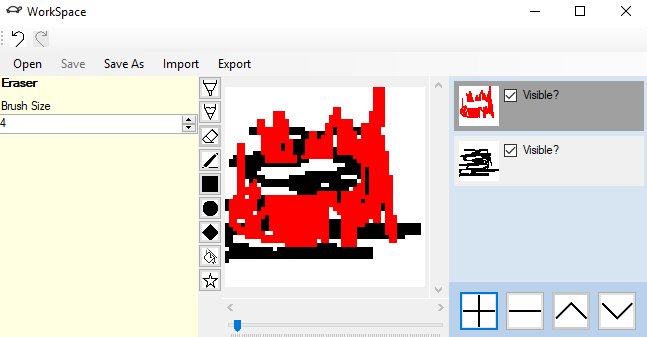 WorkSpace
Open Save Save As Import Export
Eraser
Brush Size
4
Visible?
Visible?